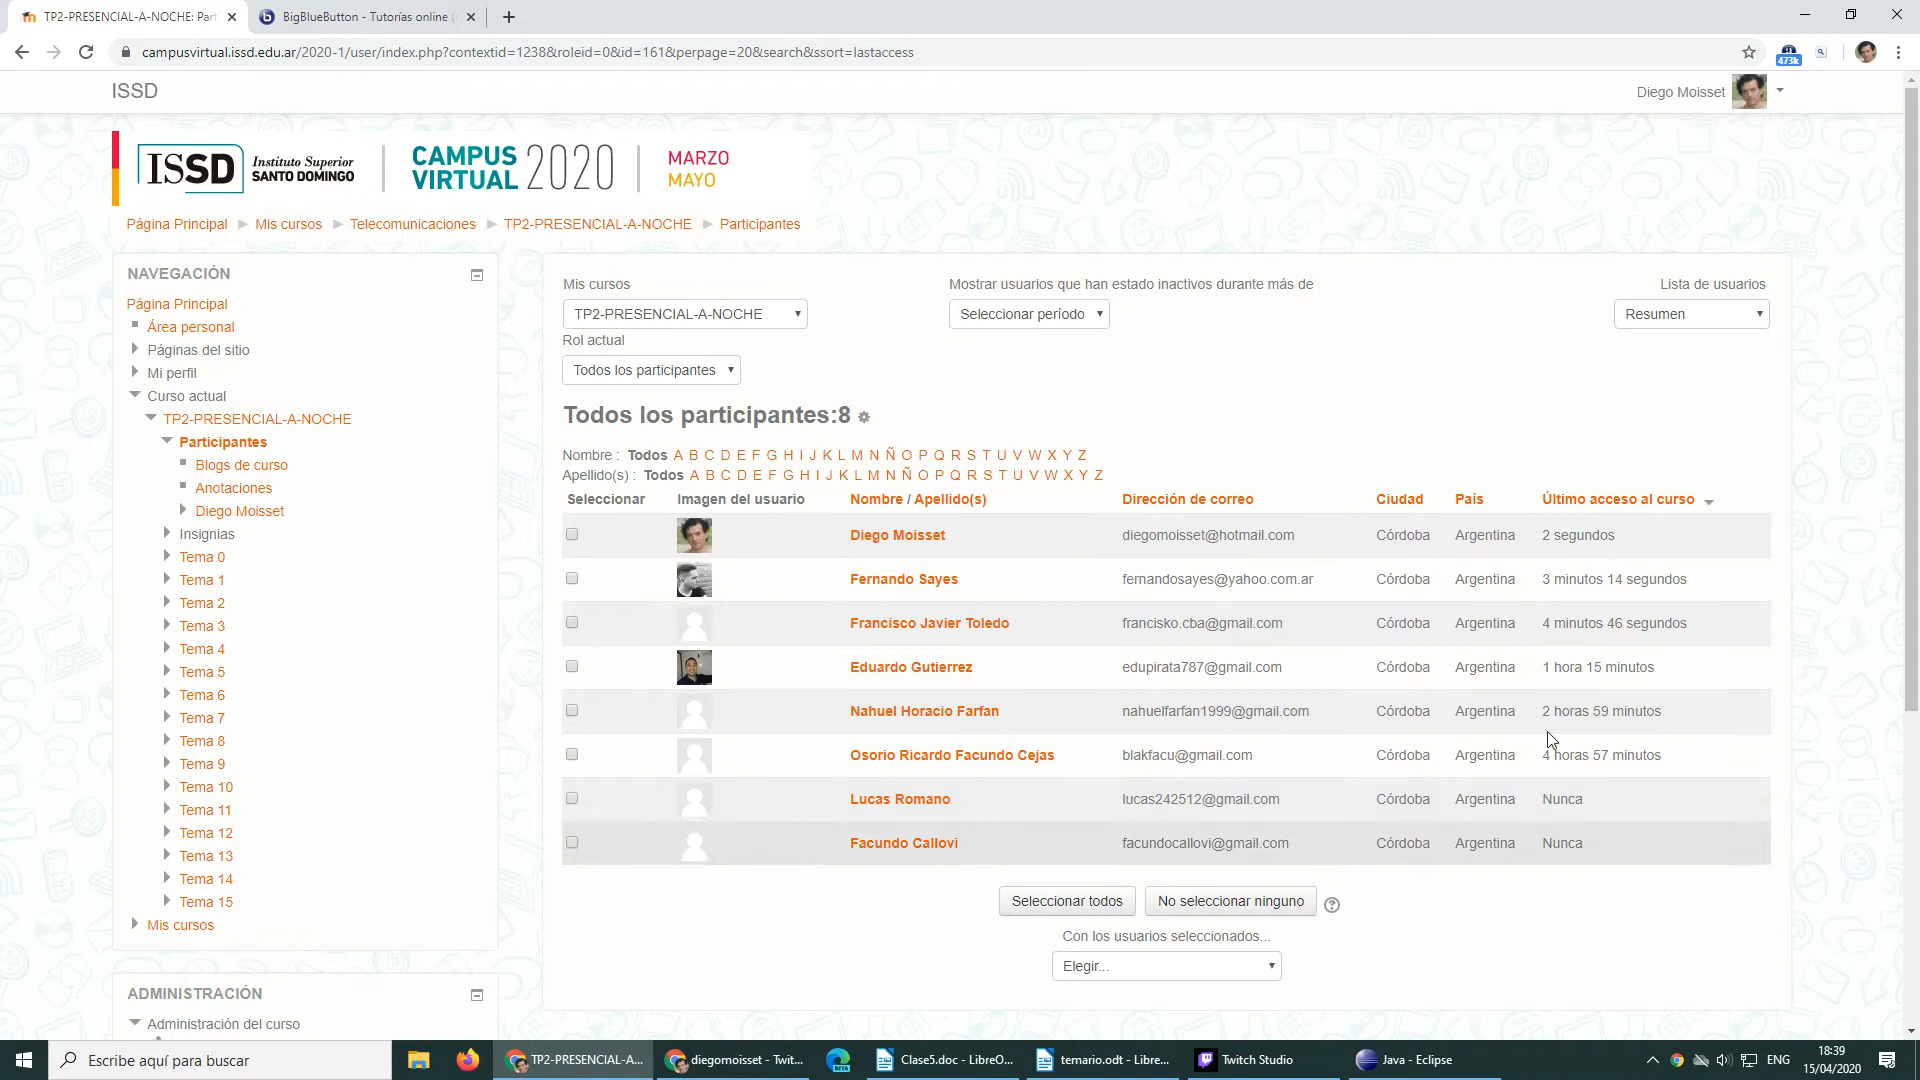 TP2-PRESENCIAL-A-NOCHE: Part
BigBlueButton - Tutorías online (
campusvirtual.issd.edu.ar/2020-1/user/index.php?contextid=1238&roleid=0&id=161&perpage=20&search&ssort=lastaccess
473k
ISSD
Diego Moisset
ISSD Instituto Superior SANTO DOMINGO
CAMPUS VIRTUAL 2020
MARZO MAYO
Página Principal Mis cursos Telecomunicaciones TP2-PRESENCIAL-A-NOCHE Participantes
NAVEGACIÓN
Página Principal
Área personal
Páginas del sitio
Mi perfil
Curso actual
TP2-PRESENCIAL-A-NOCHE
Participantes
Blogs de curso
Anotaciones
Diego Moisset
Insignias
Tema 0
Tema 1
Tema 2
Tema 3
Tema 4
Tema 5
Tema 6
Tema 7
Tema 8
Tema 9
Tema 10
Tema 11
Tema 12
Tema 13
Tema 14
Tema 15
Mis cursos
ADMINISTRACIÓN
Administración del curso
Mis cursos
TP2-PRESENCIAL-A-NOCHE
Mostrar usuarios que han estado inactivos durante más de
Seleccionar período
Lista de usuarios
Resumen
Rol actual
Todos los participantes
Todos los participantes:8
Nombre : Todos A B C D E F G H I J K L M N Ñ O P Q R S T U V W X Y Z
Apellido(s) : Todos A B C D E F G H I J K L M N Ñ O P Q R S T U V W X Y Z
Seleccionar Imagen del usuario Nombre / Apellido(s) Dirección de correo Ciudad País Último acceso al curso
Diego Moisset diegomoisset@hotmail.com Córdoba Argentina 2 segundos
Fernando Sayes fernandosayes@yahoo.com.ar Córdoba Argentina 3 minutos 14 segundos
Francisco Javier Toledo francisko.cba@gmail.com Córdoba Argentina 4 minutos 46 segundos
Eduardo Gutierrez edupirata787@gmail.com Córdoba Argentina 1 hora 15 minutos
Nahuel Horacio Farfan nahuelfarfan1999@gmail.com Córdoba Argentina 2 horas 59 minutos
Osorio Ricardo Facundo Cejas blakfacu@gmail.com Córdoba Argentina 4 horas 57 minutos
Lucas Romano lucas242512@gmail.com Córdoba Argentina Nunca
Facundo Callovi facundocallovi@gmail.com Córdoba Argentina Nunca
Seleccionar todos No seleccionar ninguno
Con los usuarios seleccionados...
Elegir...
Escribe aquí para buscar
TP2-PRESENCIAL-A...
diegomoisset - Twit...
BETA
Clase5.doc - LibreO...
temario.odt - Libre...
Twitch Studio
Java - Eclipse
ENG
18:39
15/04/2020